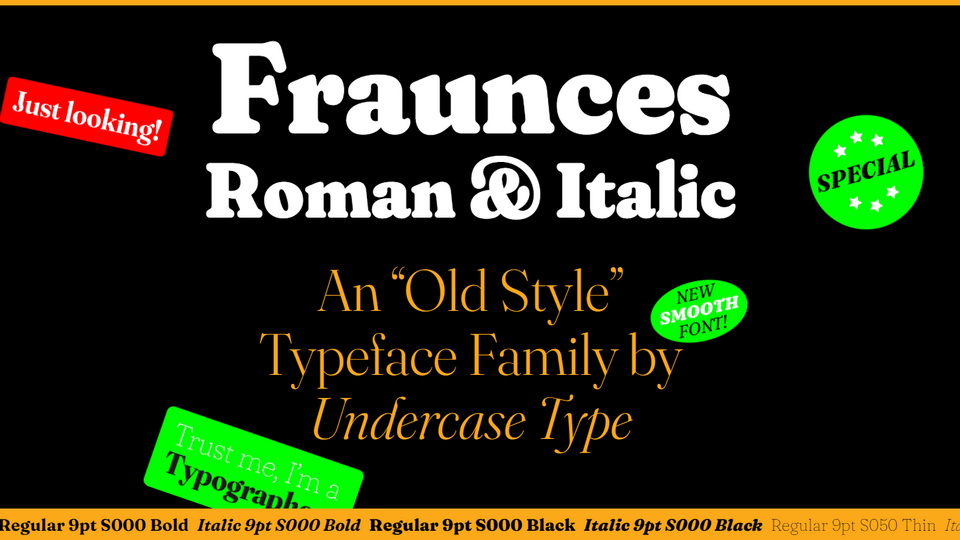 Fraunces
Just looking!
Roman & Italic
SPECIAL
An “Old Style”
NEW
SMOOTH
FONT!
Typeface Family by
Undercase Type
Trust me, I’m a
Regular 9pt S000 Bold Italic 9pt S000 Bold Regular 9pt S000 Black Italic 9pt S000 Black Regular 9pt S050 Thin